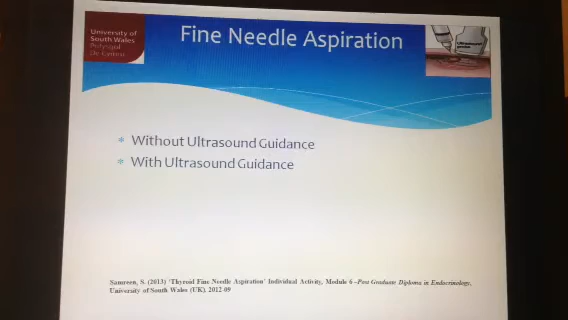 University of
South Wales
Prifysgol
De Cymru
Fine Needle Aspiration
* Without Ultrasound Guidance
* With Ultrasound Guidance
Samreen, S. (2013) ‘Thyroid Fine Needle Aspiration’ Individual Activity, Module 6 –Post Graduate Diploma in Endocrinology,
University of South Wales (UK). 2012-09